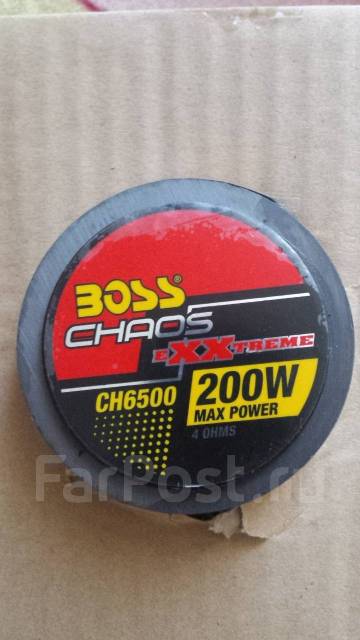 BOSS®
CHAOS
EXXTREME
CH6500
200W
MAX POWER
4 OHMS
FarPost.ru